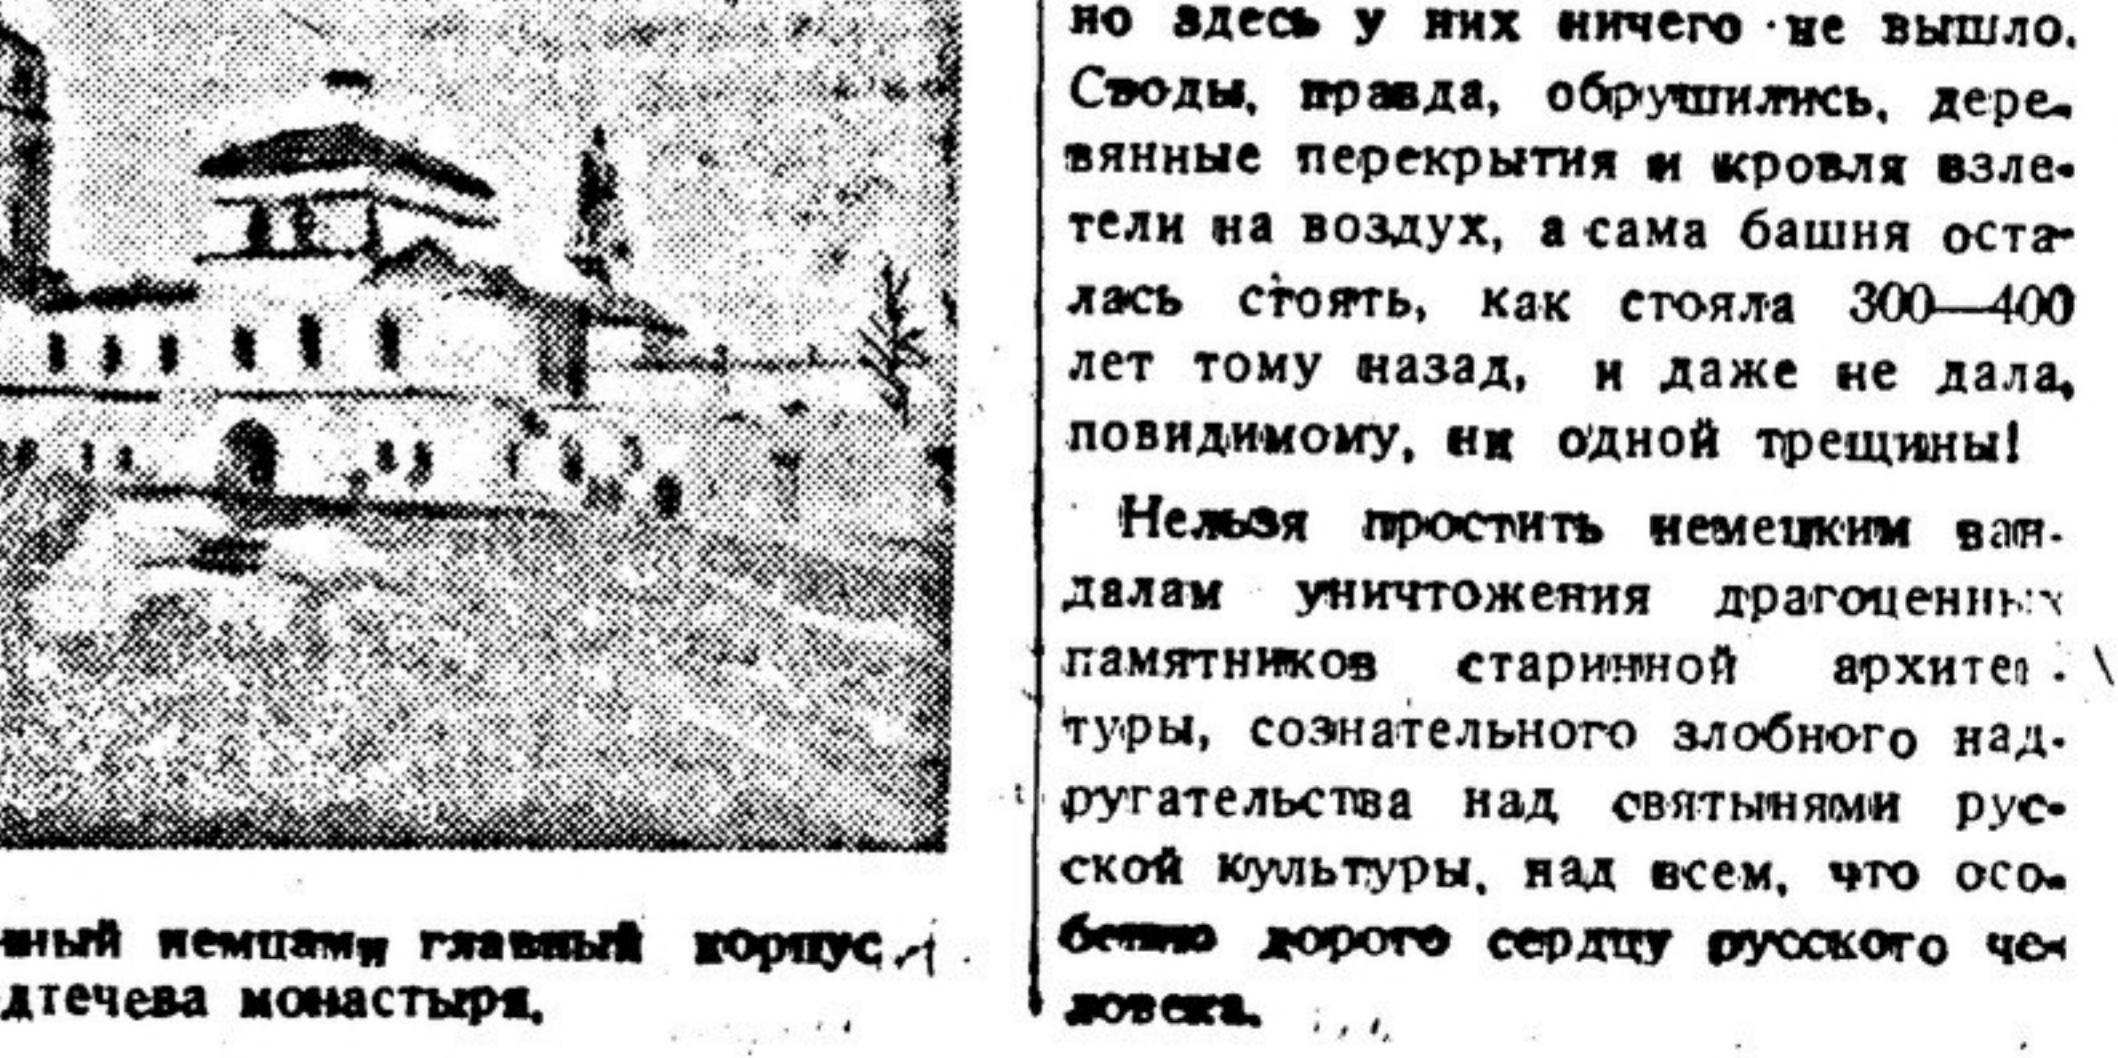 но здесь у них ничего не вышло.
Своды, правда, обрушились, дере-
вянные перекрытия и кровля взле-
тели на воздух, а сама башня оста-
лась стоять, как стояла 300—400
лет тому назад, и даже не дала,
повидимому, ни одной трещины!
Нельзя простить немецким ван-
далам уничтожения драгоценных
памятников старинной архитек-
туры, сознательного злобного над-
ругательства над святынями рус-
ской культуры, над всем, что осо-
бенно дорого сердцу русского че-
ловека.
нный немцами главный корпус
дтечева монастыря.